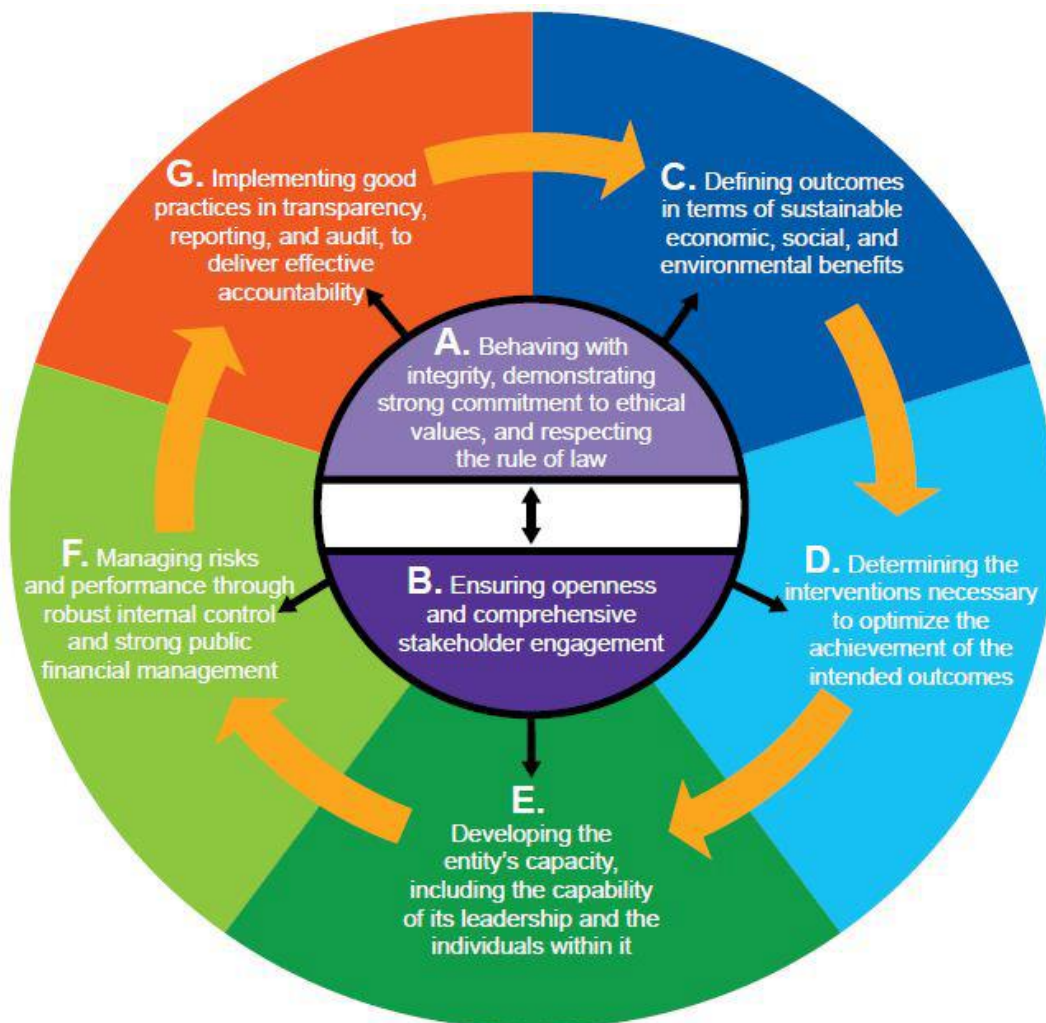 G. Implementing good
practices in transparency,
reporting, and audit, to
deliver effective
accountability
C. Defining outcomes
in terms of sustainable
economic, social, and
environmental benefits
A. Behaving with
integrity, demonstrating
strong commitment to ethical
values, and respecting
the rule of law
B. Ensuring openness
and comprehensive
stakeholder engagement
F. Managing risks
and performance through
robust internal control
and strong public
financial management
D. Determining the
interventions necessary
to optimize the
achievement of the
intended outcomes
E.
Developing the
entity's capacity,
including the capability
of its leadership and the
individuals within it